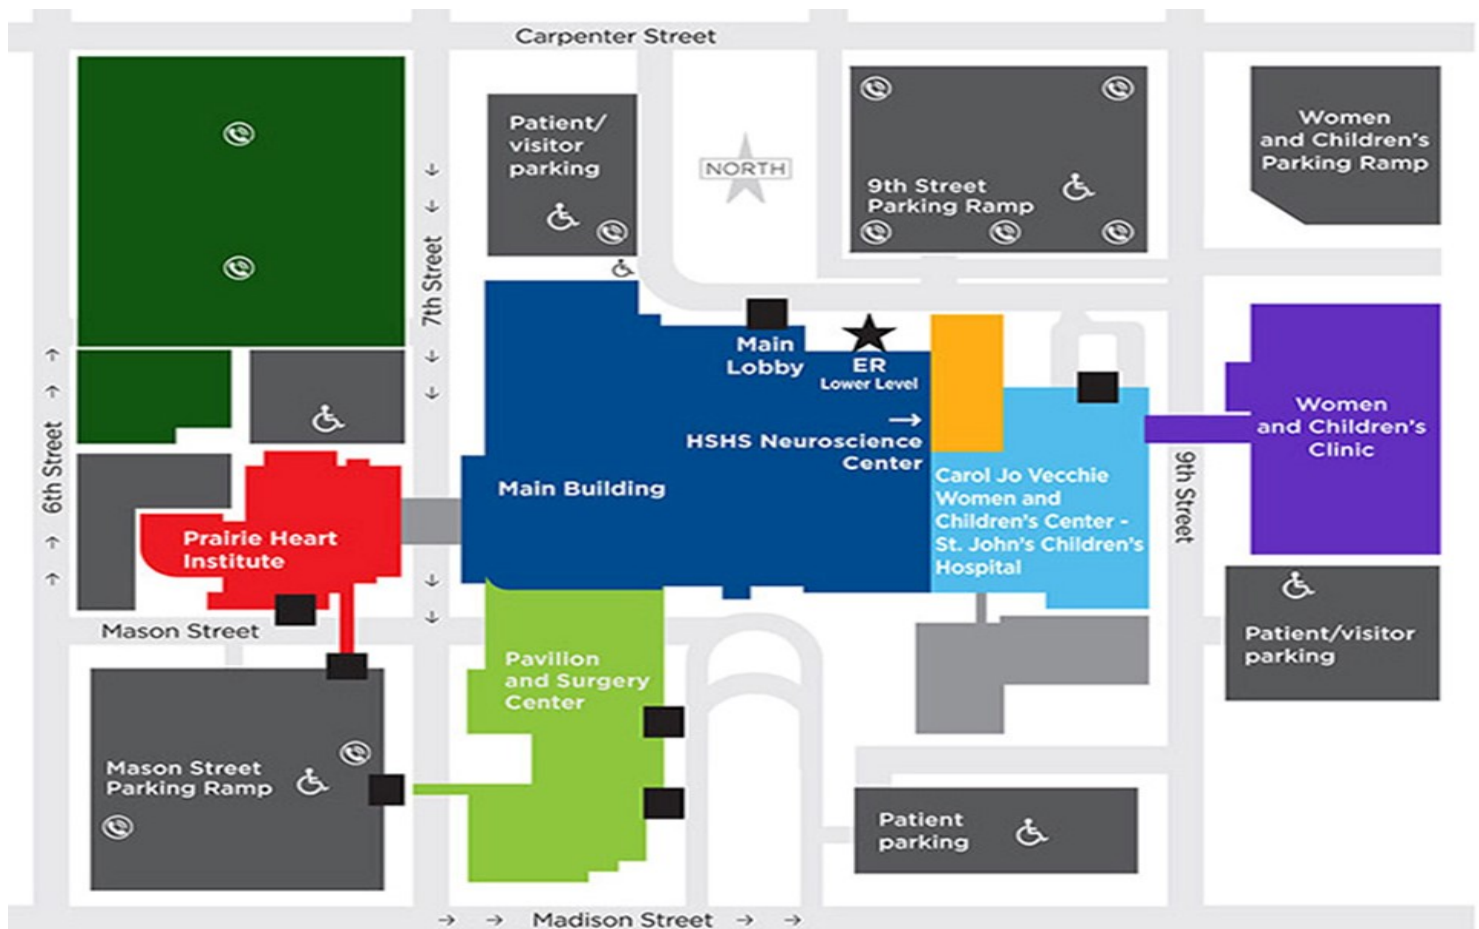 Carpenter Street
Patient/
visitor
parking
NORTH
9th Street
Parking Ramp
Women
and Children's
Parking Ramp
7th Street
6th Street
Main
Lobby
ER
Lower Level
→
HSHS Neuroscience
Center
Main Building
Prairie Heart
Institute
Carol Jo Vecchie
Women and
Children's Center -
St. John's Children's
Hospital
Women
and Children's
Clinic
9th Street
Mason Street
Pavilion
and Surgery
Center
Patient/visitor
parking
Mason Street
Parking Ramp
Patient
parking
Madison Street